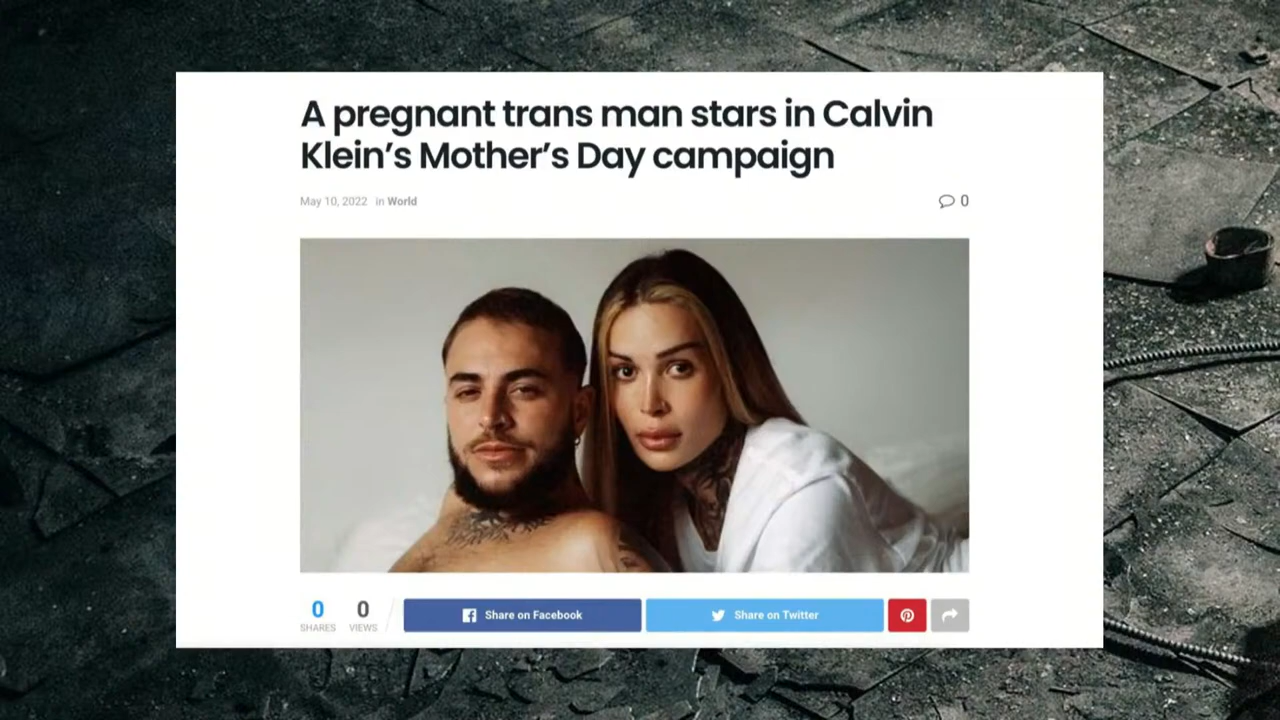 A pregnant trans man stars in Calvin
Klein’s Mother’s Day campaign
May 10, 2022 in World
0
0
0
SHARES
VIEWS
Share on Facebook
Share on Twitter